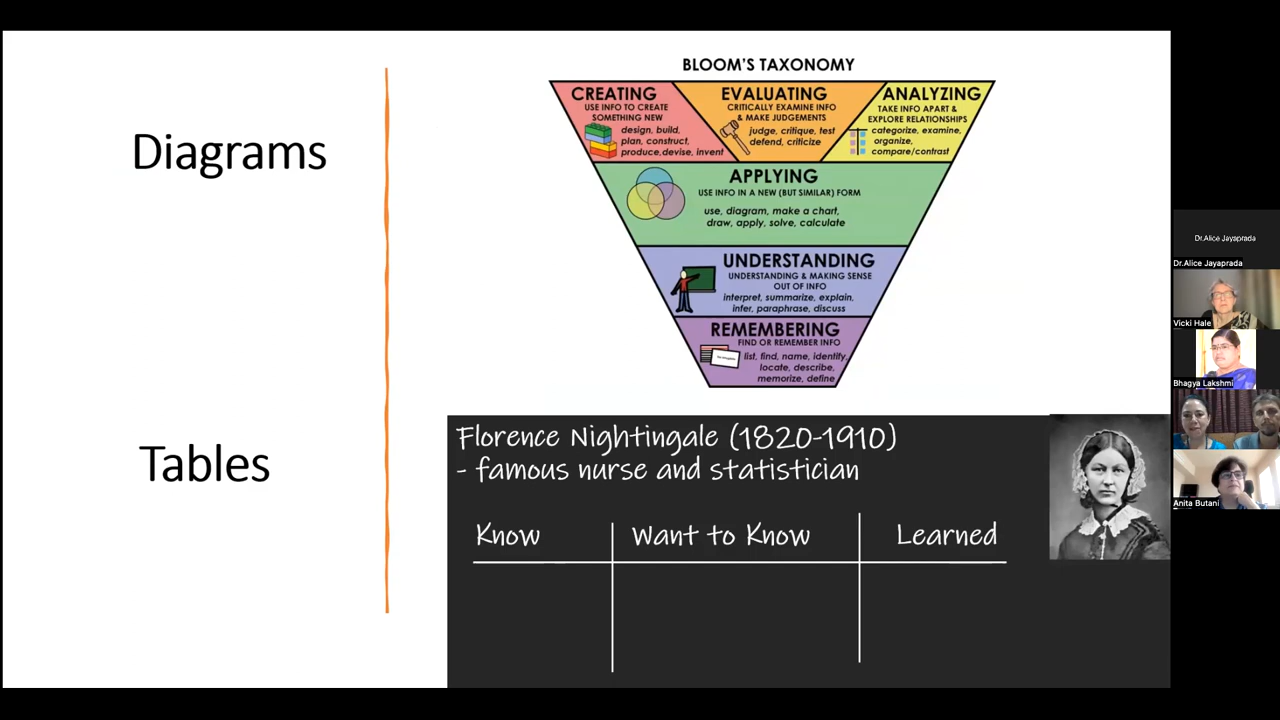 Diagrams
BLOOM'S TAXONOMY
CREATING
USE INFO TO CREATE
SOMETHING NEW
design, build,
plan, construct,
produce,devise, invent
EVALUATING
CRITICALLY EXAMINE INFO
& MAKE JUDGEMENTS
judge, critique, test
defend, criticize
ANALYZING
TAKE INFO APART &
EXPLORE RELATIONSHIPS
categorize, examine,
organize,
compare/contrast
APPLYING
USE INFO IN A NEW (BUT SIMILAR) FORM
use, diagram, make a chart,
draw, apply, solve, calculate
UNDERSTANDING
UNDERSTANDING & MAKING SENSE
OUT OF INFO
interpret, summarize, explain,
infer, paraphrase, discuss
REMEMBERING
FIND OR REMEMBER INFO
list, find, name, identify,
locate, describe,
memorize, define
Tables
Florence Nightingale (1820-1910)
- famous nurse and statistician
Know
Want to Know
Learned
Dr.Alice Jayaprada
Dr.Alice Jayaprada
Vicki Hale
Bhagya Lakshmi
Anita Butani